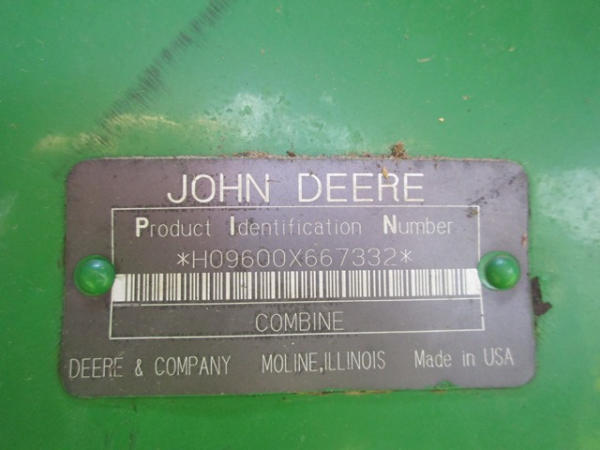 JOHN DEERE
Product Identification Number
*H09600X667332*
COMBINE
DEERE & COMPANY MOLINE,ILLINOIS Made in USA